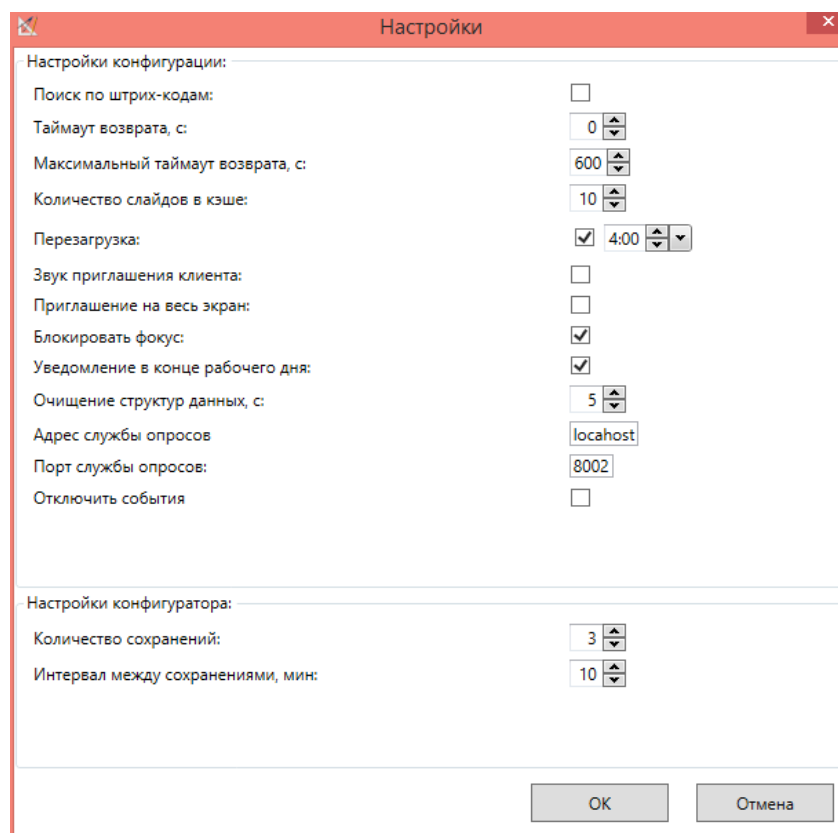 Настройки
Настройки конфигурации:
Поиск по штрих-кодам:
Таймаут возврата, с: 0
Максимальный таймаут возврата, с: 600
Количество слайдов в кэше: 10
Перезагрузка: 4:00
Звук приглашения клиента:
Приглашение на весь экран:
Блокировать фокус:
Уведомление в конце рабочего дня:
Очищение структур данных, с: 5
Адрес службы опросов locahost
Порт службы опросов: 8002
Отключить события
Настройки конфигуратора:
Количество сохранений: 3
Интервал между сохранениями, мин: 10
ОК Отмена